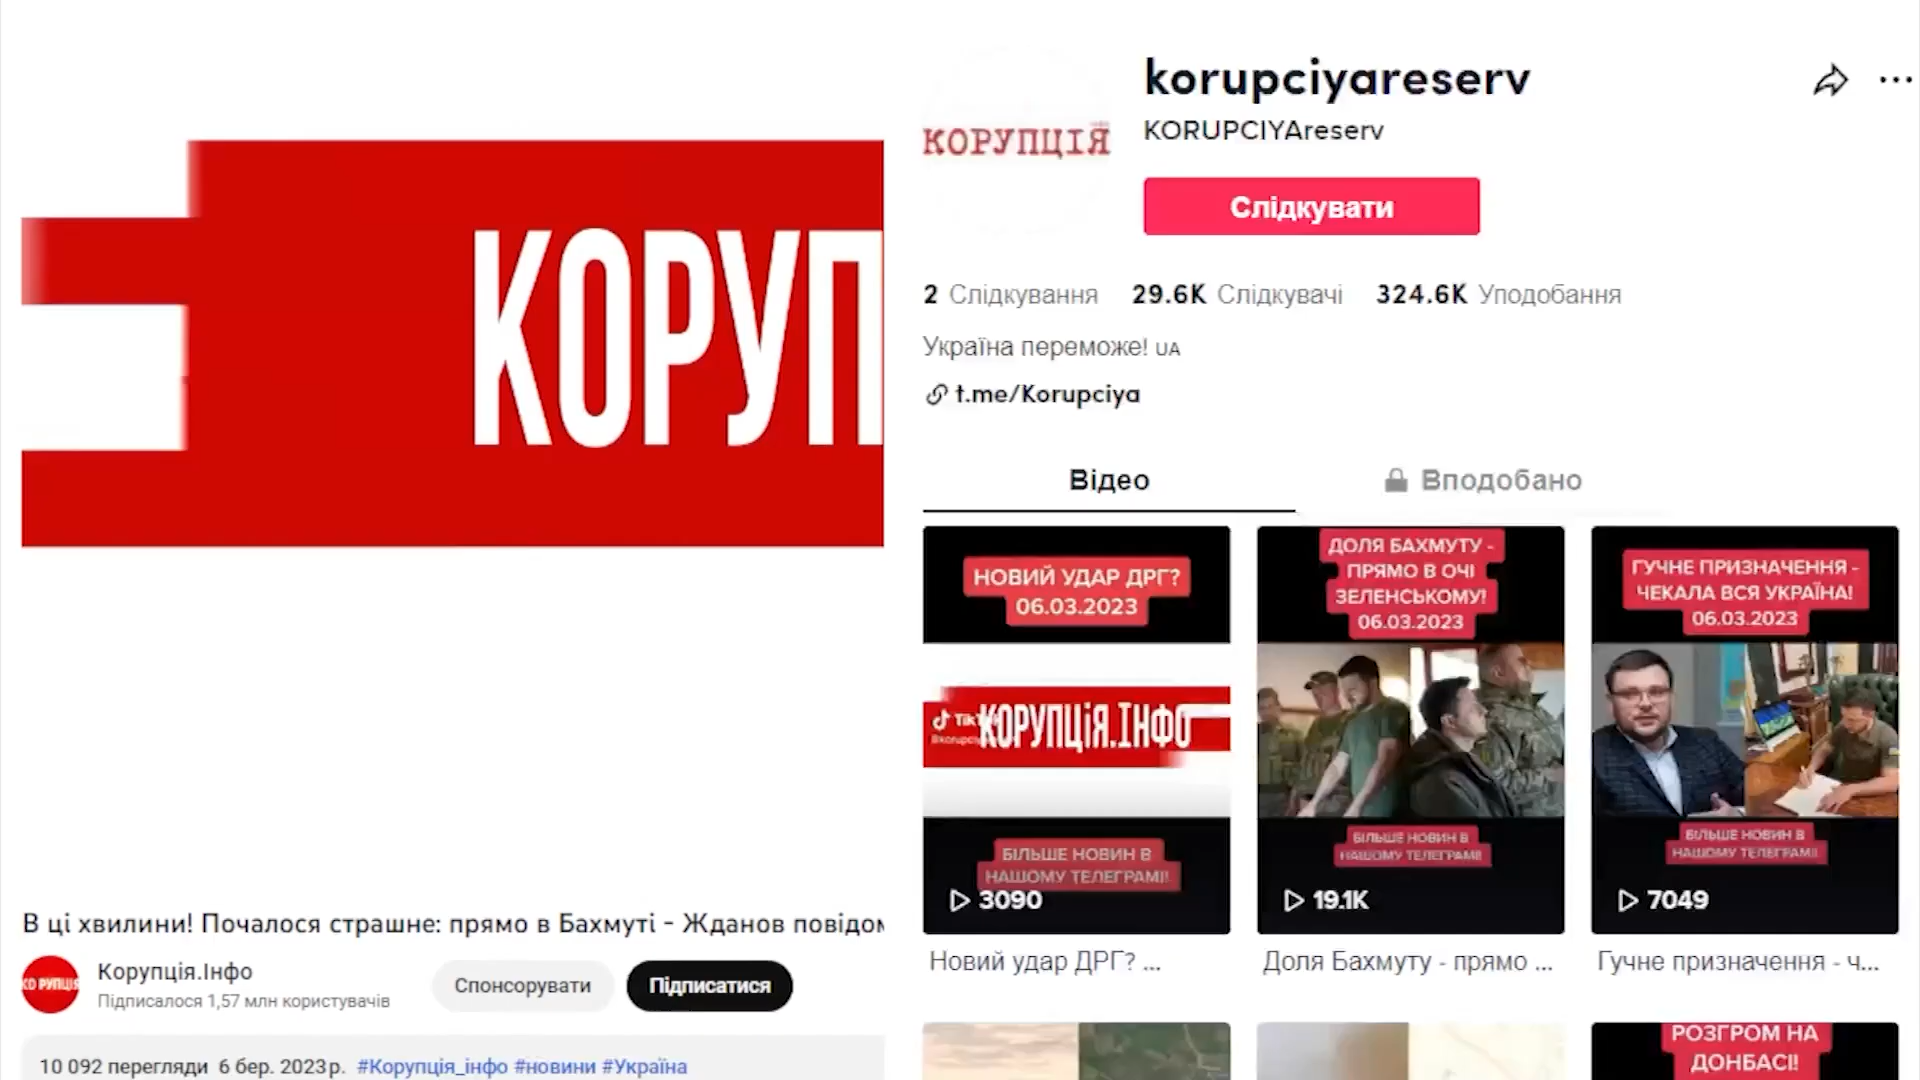 КОРУП
В ці хвилини! Почалося страшне: прямо в Бахмуті - Жданов повідом
КОРУПЦІЯ
Корупція.Інфо
Підписалося 1,57 млн користувачів
Спонсорувати
Підписатися
10 092 перегляди 6 бер. 2023 р. #Корупція_інфо #новини #Україна
КОРУПЦІЯ
korupciyareserv
KORUPCIYAreserv
Слідкувати
2 Слідкування 29.6K Слідкувачі 324.6K Уподобання
Україна переможе! UA
t.me/Korupciya
Відео
Вподобано
НОВИЙ УДАР ДРГ?
06.03.2023
КОРУПЦіЯ.ІНФО
БІЛЬШЕ НОВИН В
НАШОМУ ТЕЛЕГРАМІ!
3090
Новий удар ДРГ? ...
ДОЛЯ БАХМУТУ -
ПРЯМО В ОЧІ
ЗЕЛЕНСЬКОМУ!
06.03.2023
БІЛЬШЕ НОВИН В
НАШОМУ ТЕЛЕГРАМІ!
19.1K
Доля Бахмуту - прямо ...
ГУЧНЕ ПРИЗНАЧЕННЯ -
ЧЕКАЛА ВСЯ УКРАЇНА!
06.03.2023
БІЛЬШЕ НОВИН В
НАШОМУ ТЕЛЕГРАМІ!
7049
Гучне призначення - ч...
РОЗГРОМ НА
ДОНБАСІ!